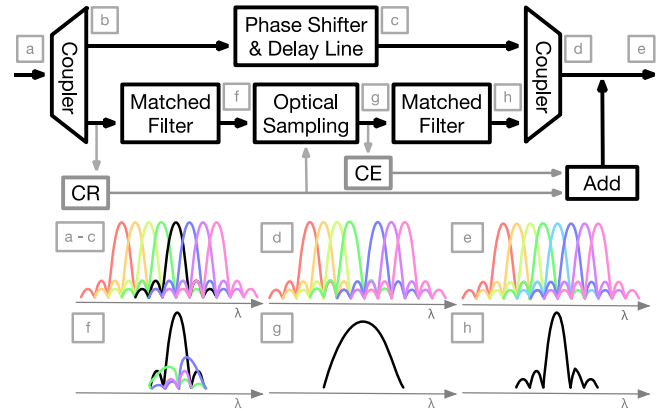 a
Coupler
b
Phase Shifter
& Delay Line
c
Coupler
d
e
Matched
Filter
f
Optical
Sampling
g
Matched
Filter
h
CR
CE
Add
a - c
λ
d
λ
e
λ
f
λ
g
λ
h
λ